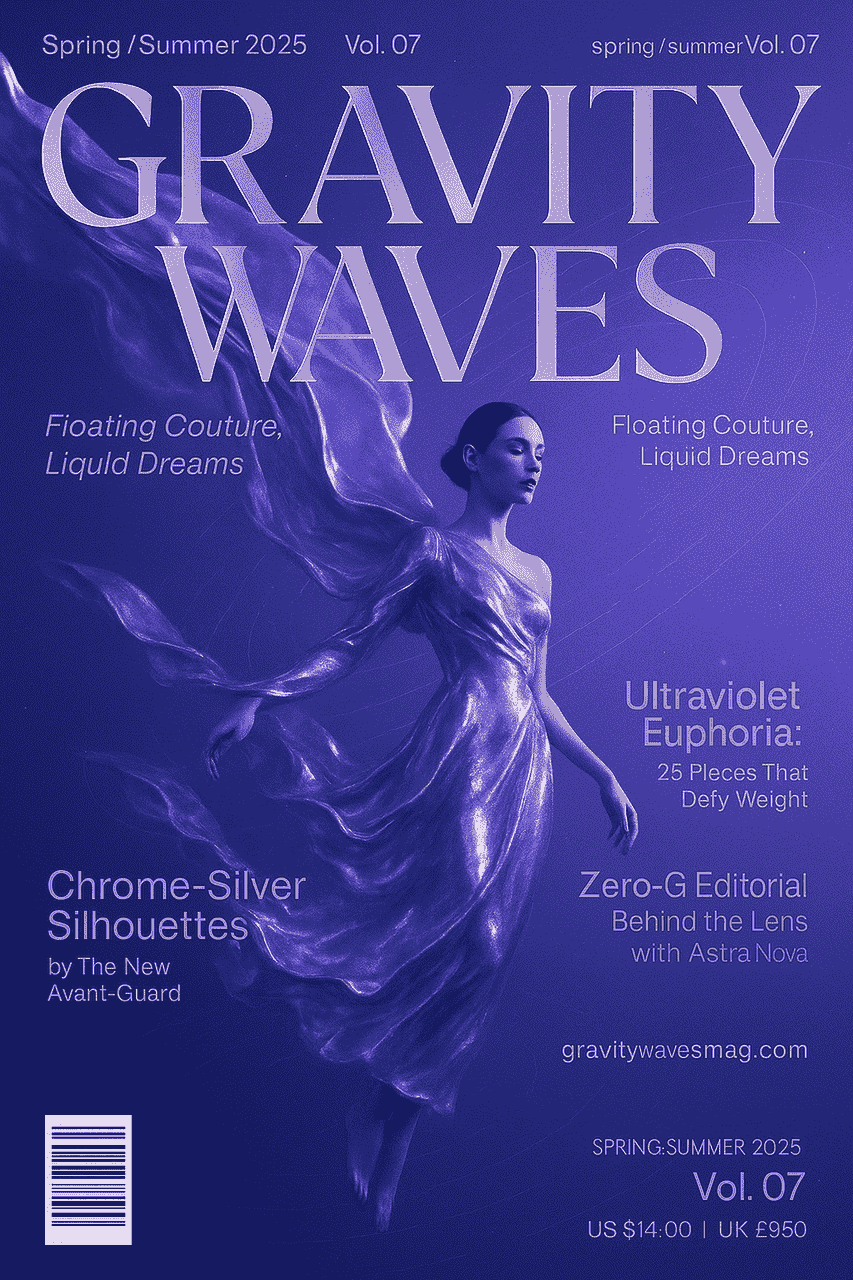 Spring / Summer 2025 Vol. 07
spring / summer Vol. 07
GRAVITY
WAVES
Fioating Couture,
Liquld Dreams
Floating Couture,
Liquid Dreams
Ultraviolet
Euphoria:
25 Pleces That
Defy Weight
Chrome-Silver
Silhouettes
by The New
Avant-Guard
Zero-G Editorial
Behind the Lens
with Astra Nova
gravitywavesmag.com
SPRING:SUMMER 2025
Vol. 07
US $14:00 | UK £950